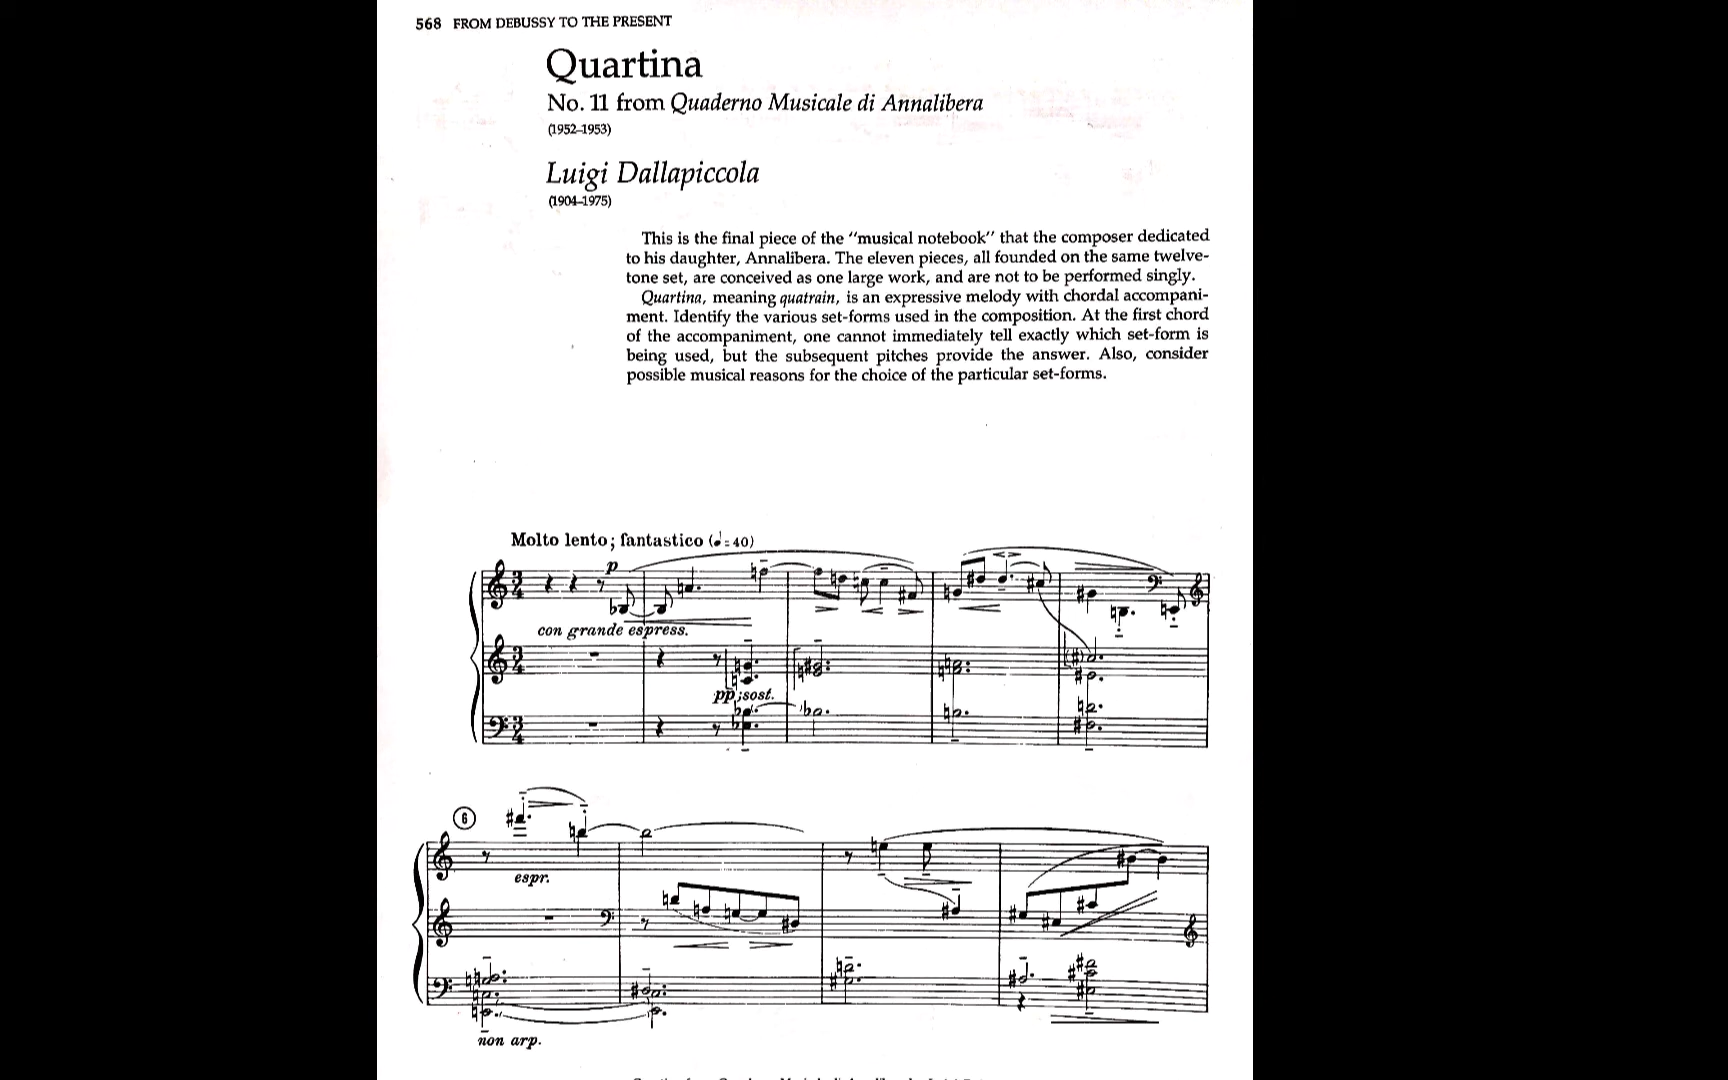 568 FROM DEBUSSY TO THE PRESENT
Quartina
No. 11 from Quaderno Musicale di Annalibera
(1952–1953)
Luigi Dallapiccola
(1904–1975)
This is the final piece of the “musical notebook” that the composer dedicated
to his daughter, Annalibera. The eleven pieces, all founded on the same twelve-
tone set, are conceived as one large work, and are not to be performed singly.
Quartina, meaning quatrain, is an expressive melody with chordal accompani-
ment. Identify the various set-forms used in the composition. At the first chord
of the accompaniment, one cannot immediately tell exactly which set-form is
being used, but the subsequent pitches provide the answer. Also, consider
possible musical reasons for the choice of the particular set-forms.
Molto lento; fantastico (♩=40)
p
3
4
con grande espress.
3
4
pp; sost.
3
4
6
espr.
non arp.